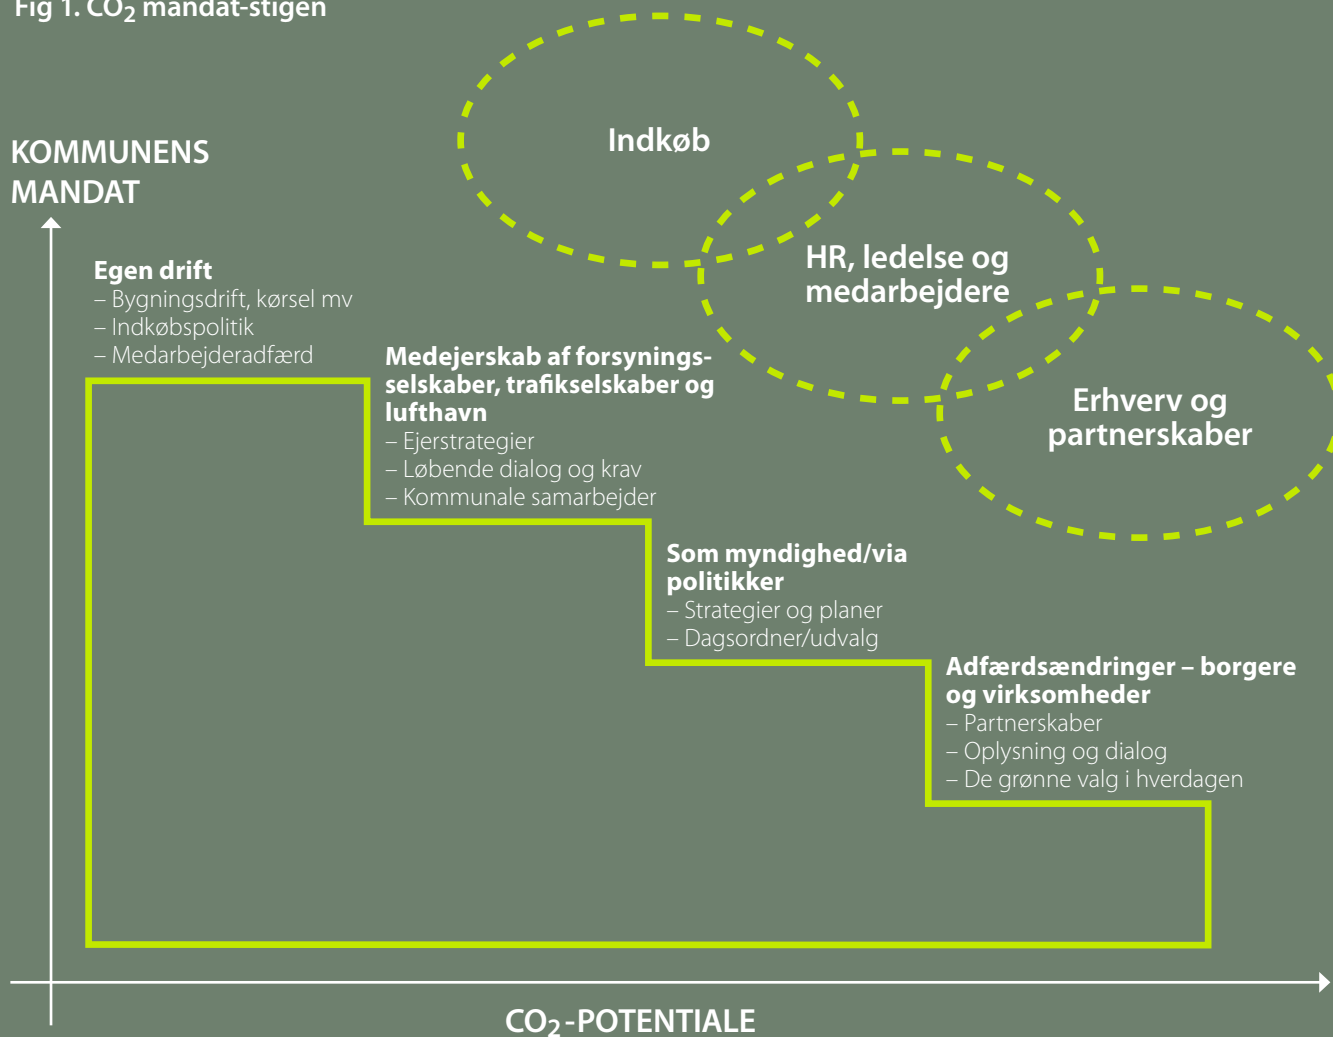 Fig 1. CO₂ mandat-stigen
Indkøb
KOMMUNENS
MANDAT
HR, ledelse og
medarbejdere
Egen drift
– Bygningsdrift, kørsel mv
– Indkøbspolitik
– Medarbejderadfærd
Medejerskab af forsynings-
selskaber, trafikselskaber og
lufthavn
– Ejerstrategier
– Løbende dialog og krav
– Kommunale samarbejder
Erhverv og
partnerskaber
Som myndighed/via
politikker
– Strategier og planer
– Dagsordner/udvalg
Adfærdsændringer – borgere
og virksomheder
– Partnerskaber
– Oplysning og dialog
– De grønne valg i hverdagen
CO₂-POTENTIALE